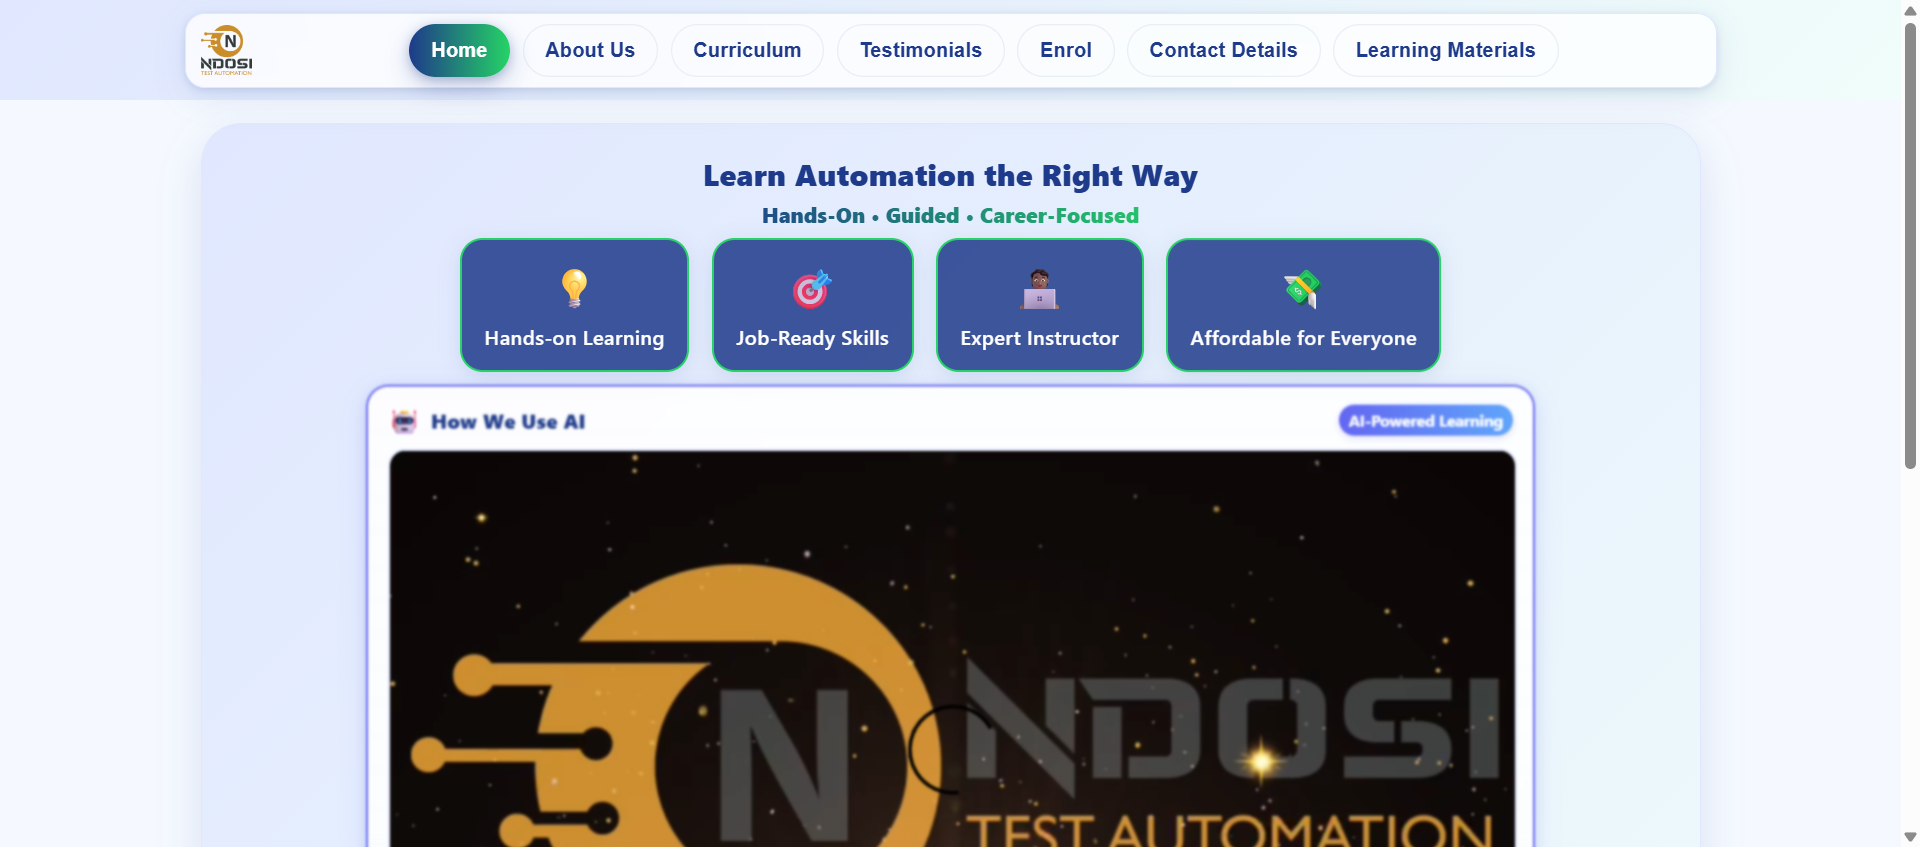 N
NDOSI
TEST AUTOMATION
Home
About Us
Curriculum
Testimonials
Enrol
Contact Details
Learning Materials
Learn Automation the Right Way
Hands-On • Guided • Career-Focused
Hands-on Learning
Job-Ready Skills
Expert Instructor
Affordable for Everyone
How We Use AI
AI-Powered Learning
N
NDOSI
TEST AUTOMATION